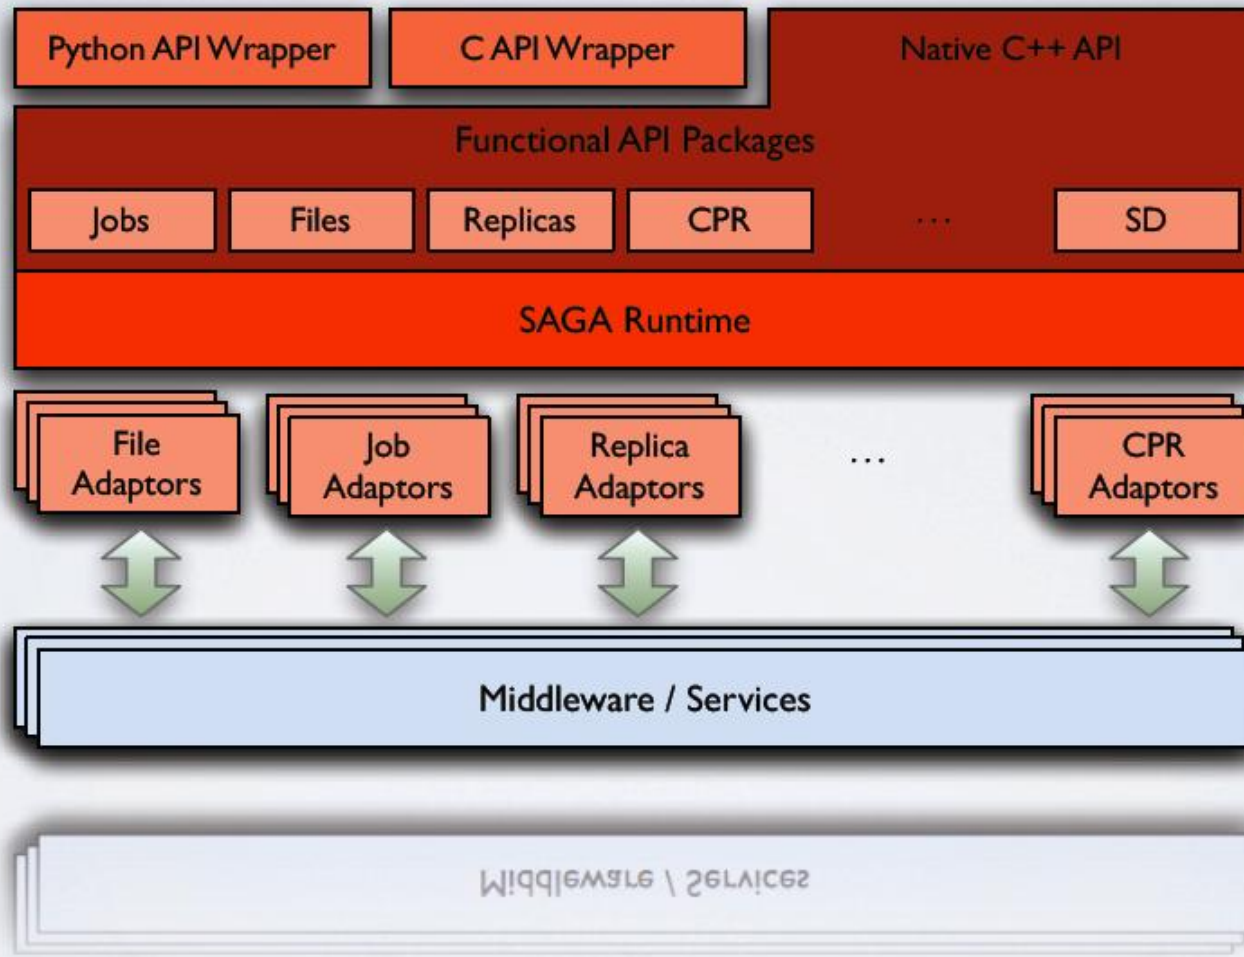 Python API Wrapper
C API Wrapper
Native C++ API
Functional API Packages
Jobs
Files
Replicas
CPR
...
SD
SAGA Runtime
File
Adaptors
Job
Adaptors
Replica
Adaptors
...
CPR
Adaptors
Middleware / Services
Middleware / Services